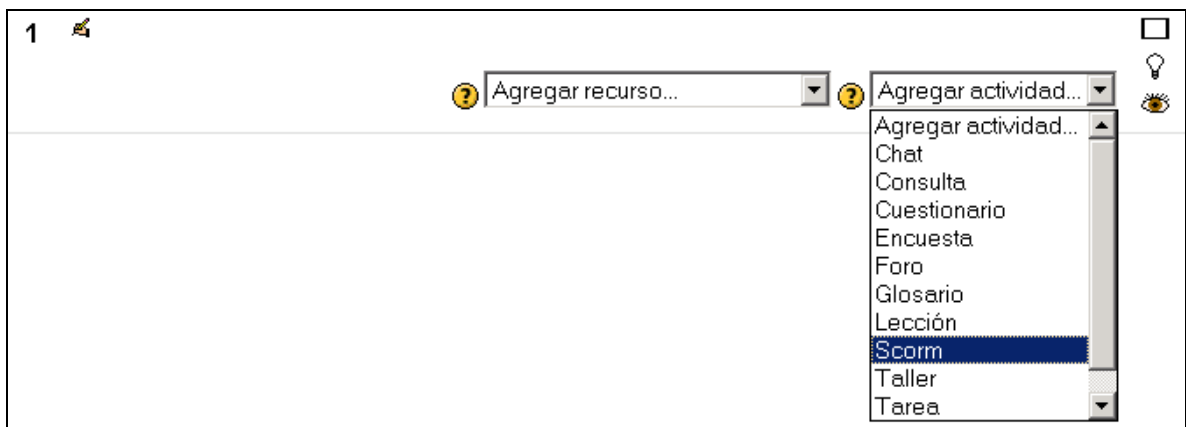 1
Agregar recurso... Agregar actividad...
Agregar actividad...
Chat
Consulta
Cuestionario
Encuesta
Foro
Glosario
Lección
Scorm
Taller
Tarea